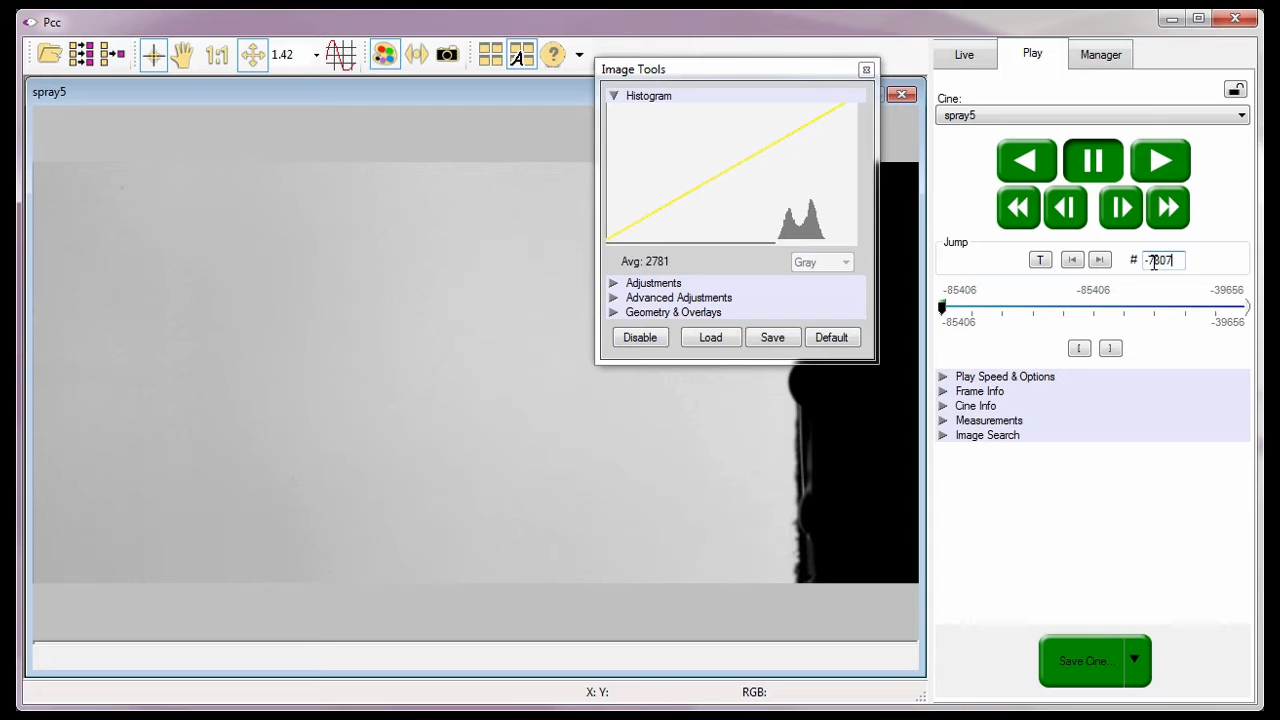 Pcc
1:1
1.42
A
?
spray5
Image Tools
Histogram
Avg: 2781
Gray
Adjustments
Advanced Adjustments
Geometry & Overlays
Disable
Load
Save
Default
Live
Play
Manager
Cine:
spray5
Jump
T
#
-85406
-85406
-39656
-85406
-39656
[
]
Play Speed & Options
Frame Info
Cine Info
Measurements
Image Search
Save Cine...
X: Y:
RGB: